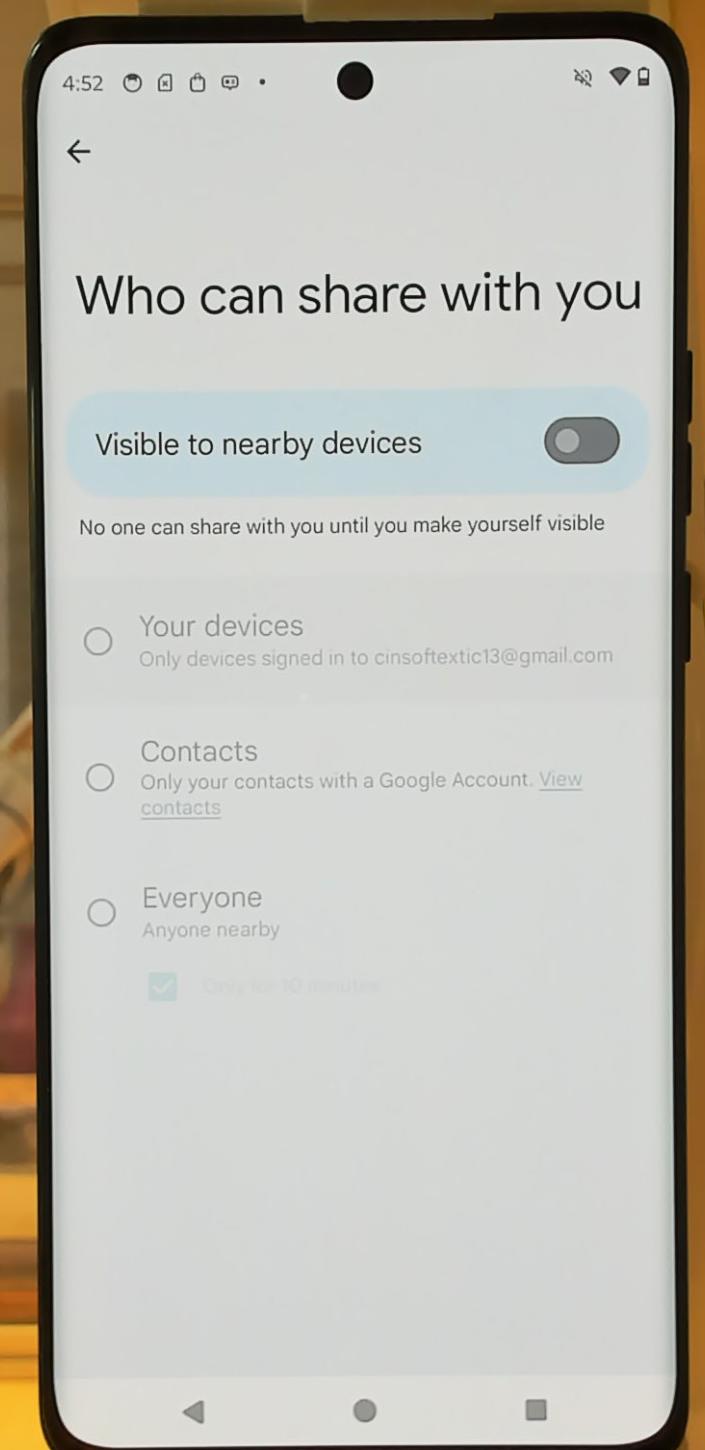 4:52
Who can share with you
Visible to nearby devices
No one can share with you until you make yourself visible
Your devices
Only devices signed in to cinsoftextic13@gmail.com
Contacts
Only your contacts with a Google Account. View
contacts
Everyone
Anyone nearby
Only for 10 minutes